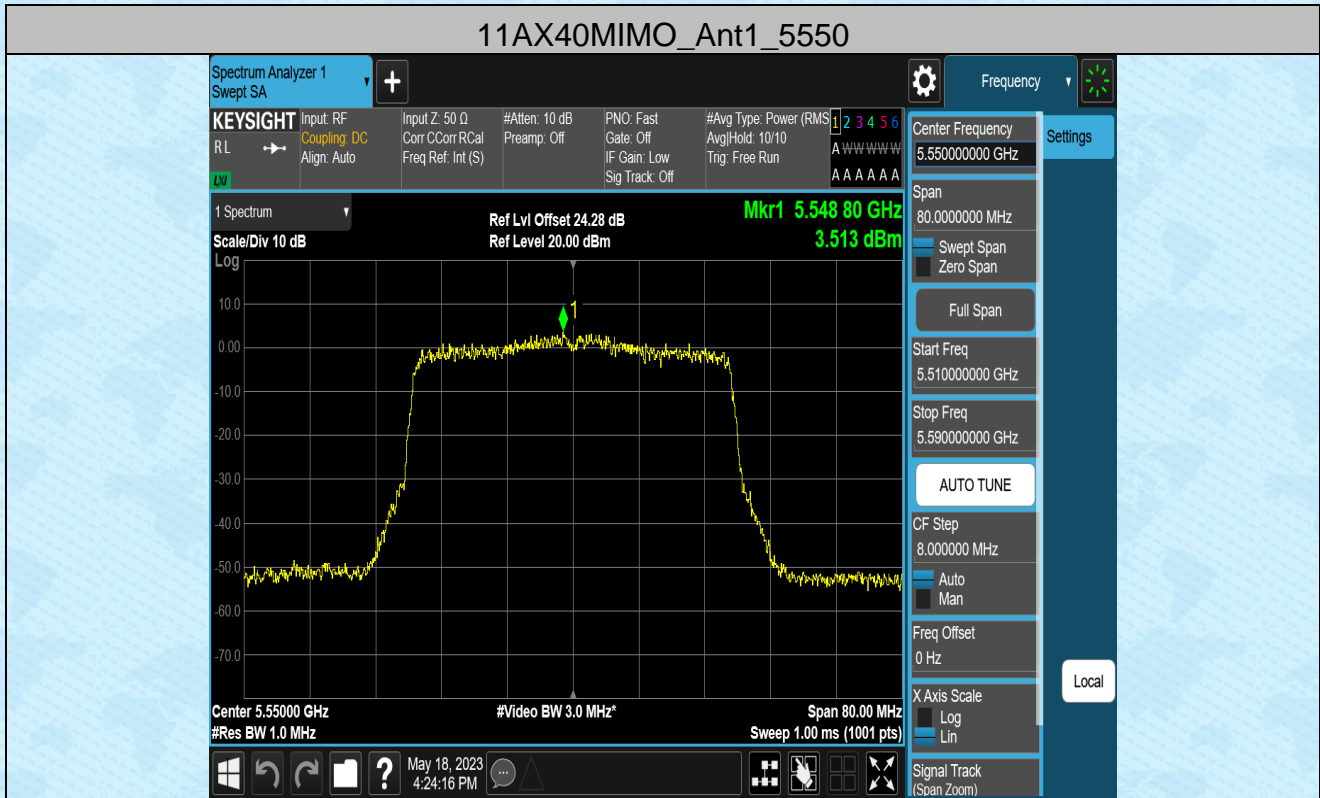 11AX40MIMO_Ant1_5550
Spectrum Analyzer 1
Swept SA
Frequency
KEYSIGHT
RL
LXI
Input: RF
Coupling: DC
Align: Auto
Input Z: 50 Ω
Corr CCorr RCal
Freq Ref: Int (S)
#Atten: 10 dB
Preamp: Off
PNO: Fast
Gate: Off
IF Gain: Low
Sig Track: Off
#Avg Type: Power (RMS
Avg|Hold: 10/10
Trig: Free Run
1 2 3 4 5 6
A W W W W W
A A A A A A
1 Spectrum
Scale/Div 10 dB
Log
Ref Lvl Offset 24.28 dB
Ref Level 20.00 dBm
Mkr1 5.548 80 GHz
3.513 dBm
10.0
0.00
-10.0
-20.0
-30.0
-40.0
-50.0
-60.0
-70.0
1
Center 5.55000 GHz
#Res BW 1.0 MHz
#Video BW 3.0 MHz*
Span 80.00 MHz
Sweep 1.00 ms (1001 pts)
May 18, 2023
4:24:16 PM
Center Frequency
5.550000000 GHz
Settings
Span
80.0000000 MHz
Swept Span
Zero Span
Full Span
Start Freq
5.510000000 GHz
Stop Freq
5.590000000 GHz
AUTO TUNE
CF Step
8.000000 MHz
Auto
Man
Freq Offset
0 Hz
X Axis Scale
Log
Lin
Local
Signal Track
(Span Zoom)